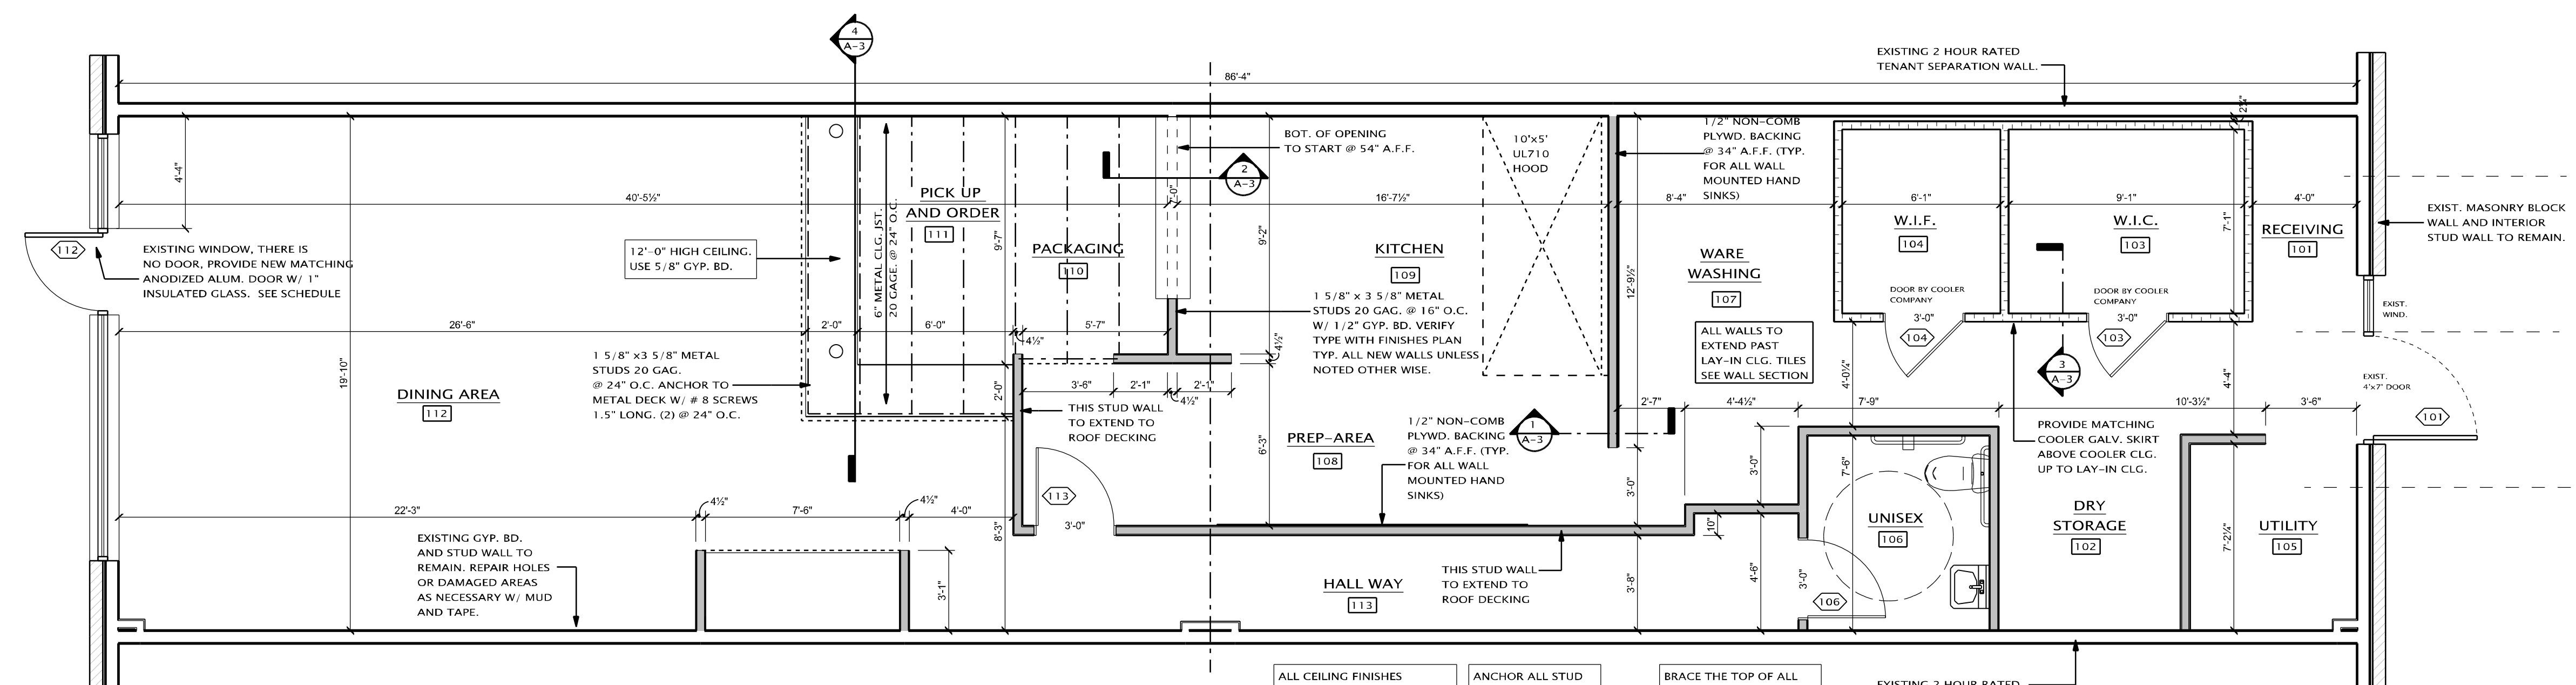 4
A-3
EXISTING 2 HOUR RATED
TENANT SEPARATION WALL.
86'-4"
4'-4"
BOT. OF OPENING
TO START @ 54" A.F.F.
2
A-3
10'x5'
UL710
HOOD
1/2" NON-COMB
PLYWD. BACKING
@ 34" A.F.F. (TYP.
FOR ALL WALL
MOUNTED HAND
SINKS)
2¼"
40'-5½"
7'-0"
16'-7½"
8'-4"
6'-1"
9'-1"
4'-0"
7'-1"
PICK UP
AND ORDER
111
6" METAL CLG. JST.
20 GAGE. @ 24" O.C.
9'-7"
PACKAGING
110
9'-2"
KITCHEN
109
12'-9½"
WARE
WASHING
107
W.I.F.
104
W.I.C.
103
RECEIVING
101
EXIST. MASONRY BLOCK
WALL AND INTERIOR
STUD WALL TO REMAIN.
112
EXISTING WINDOW, THERE IS
NO DOOR, PROVIDE NEW MATCHING
ANODIZED ALUM. DOOR W/ 1"
INSULATED GLASS.  SEE SCHEDULE
12'-0" HIGH CEILING.
USE 5/8" GYP. BD.
1 5/8" x 3 5/8" METAL
STUDS 20 GAG. @ 16" O.C.
W/ 1/2" GYP. BD. VERIFY
TYPE WITH FINISHES PLAN
TYP. ALL NEW WALLS UNLESS
NOTED OTHER WISE.
DOOR BY COOLER
COMPANY
DOOR BY COOLER
COMPANY
3'-0"
3'-0"
104
103
EXIST.
WIND.
26'-6"
2'-0"
6'-0"
4½"
5'-7"
4½"
ALL WALLS TO
EXTEND PAST
LAY-IN CLG. TILES
SEE WALL SECTION
4'-0¼"
3
A-3
4'-4"
EXIST.
4'x7' DOOR
101
19'-10"
1 5/8" x3 5/8" METAL
STUDS 20 GAG.
@ 24" O.C. ANCHOR TO
METAL DECK W/ # 8 SCREWS
1.5" LONG. (2) @ 24" O.C.
DINING AREA
112
2'-0"
3'-6"
2'-1"
2'-1"
4½"
THIS STUD WALL
TO EXTEND TO
ROOF DECKING
6'-3"
PREP-AREA
108
1/2" NON-COMB
PLYWD. BACKING
@ 34" A.F.F. (TYP.
FOR ALL WALL
MOUNTED HAND
SINKS)
1
A-3
2'-7"
4'-4½"
7'-9"
10'-3½"
3'-6"
PROVIDE MATCHING
COOLER GALV. SKIRT
ABOVE COOLER CLG.
UP TO LAY-IN CLG.
3'-0"
3'-0"
7'-6"
22'-3"
4½"
7'-6"
4½"
4'-0"
113
3'-0"
8'-3"
10"
UNISEX
106
DRY
STORAGE
102
7'-2¼"
UTILITY
105
EXISTING GYP. BD.
AND STUD WALL TO
REMAIN. REPAIR HOLES
OR DAMAGED AREAS
AS NECESSARY W/ MUD
AND TAPE.
3'-1"
HALL WAY
113
THIS STUD WALL
TO EXTEND TO
ROOF DECKING
3'-8"
4'-6"
3'-0"
106
ALL CEILING FINISHES
ANCHOR ALL STUD
BRACE THE TOP OF ALL
EXISTING 2 HOUR RATED